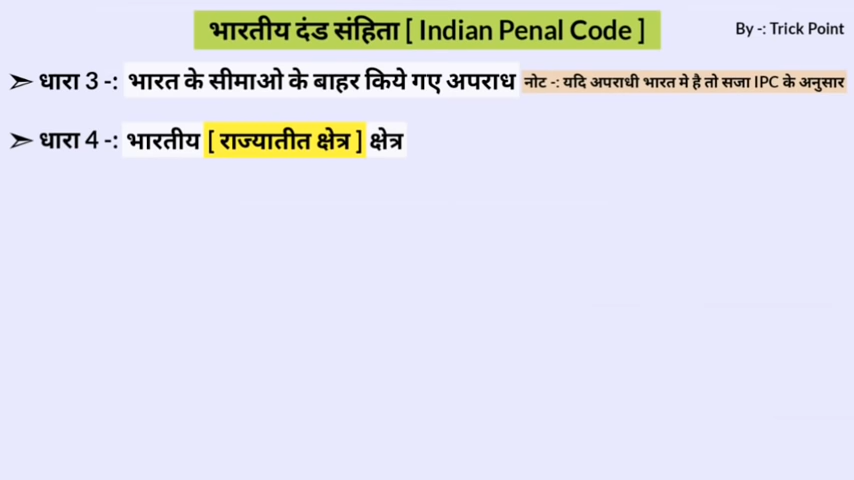 भारतीय दंड संहिता [ Indian Penal Code ]
By -: Trick Point
➢ धारा 3 -: भारत के सीमाओ के बाहर किये गए अपराध नोट -: यदि अपराधी भारत मे है तो सजा IPC के अनुसार
➢ धारा 4 -: भारतीय [ राज्यातीत क्षेत्र ] क्षेत्र